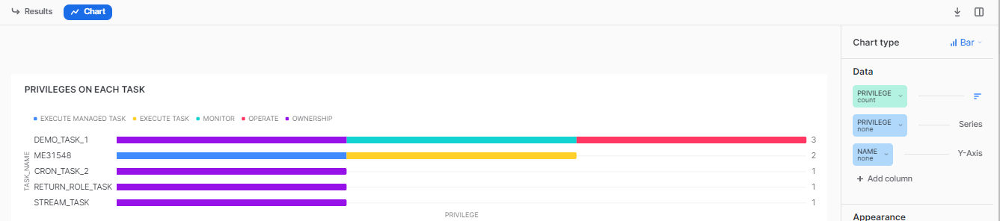 Results Chart
Chart type Bar
Data
PRIVILEGE
count
PRIVILEGE
none
Series
NAME
none
Y-Axis
+ Add column
Appearance
PRIVILEGES ON EACH TASK
EXECUTE MANAGED TASK EXECUTE TASK MONITOR OPERATE OWNERSHIP
TASK_NAME
DEMO_TASK_1 3
ME31548 2
CRON_TASK_2 1
RETURN_ROLE_TASK 1
STREAM_TASK 1
PRIVILEGE